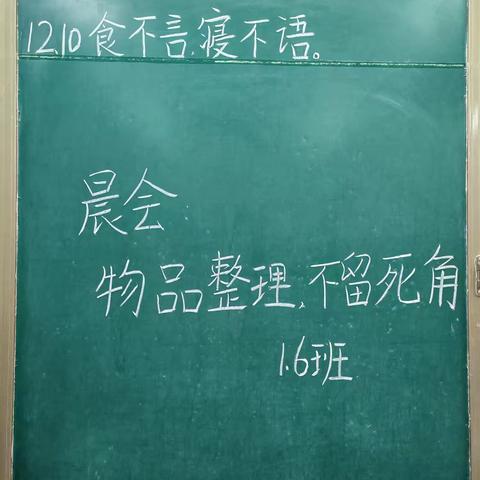 12.10 食不言,寝不语。
晨会:
物品整理,不留死角
1.6班